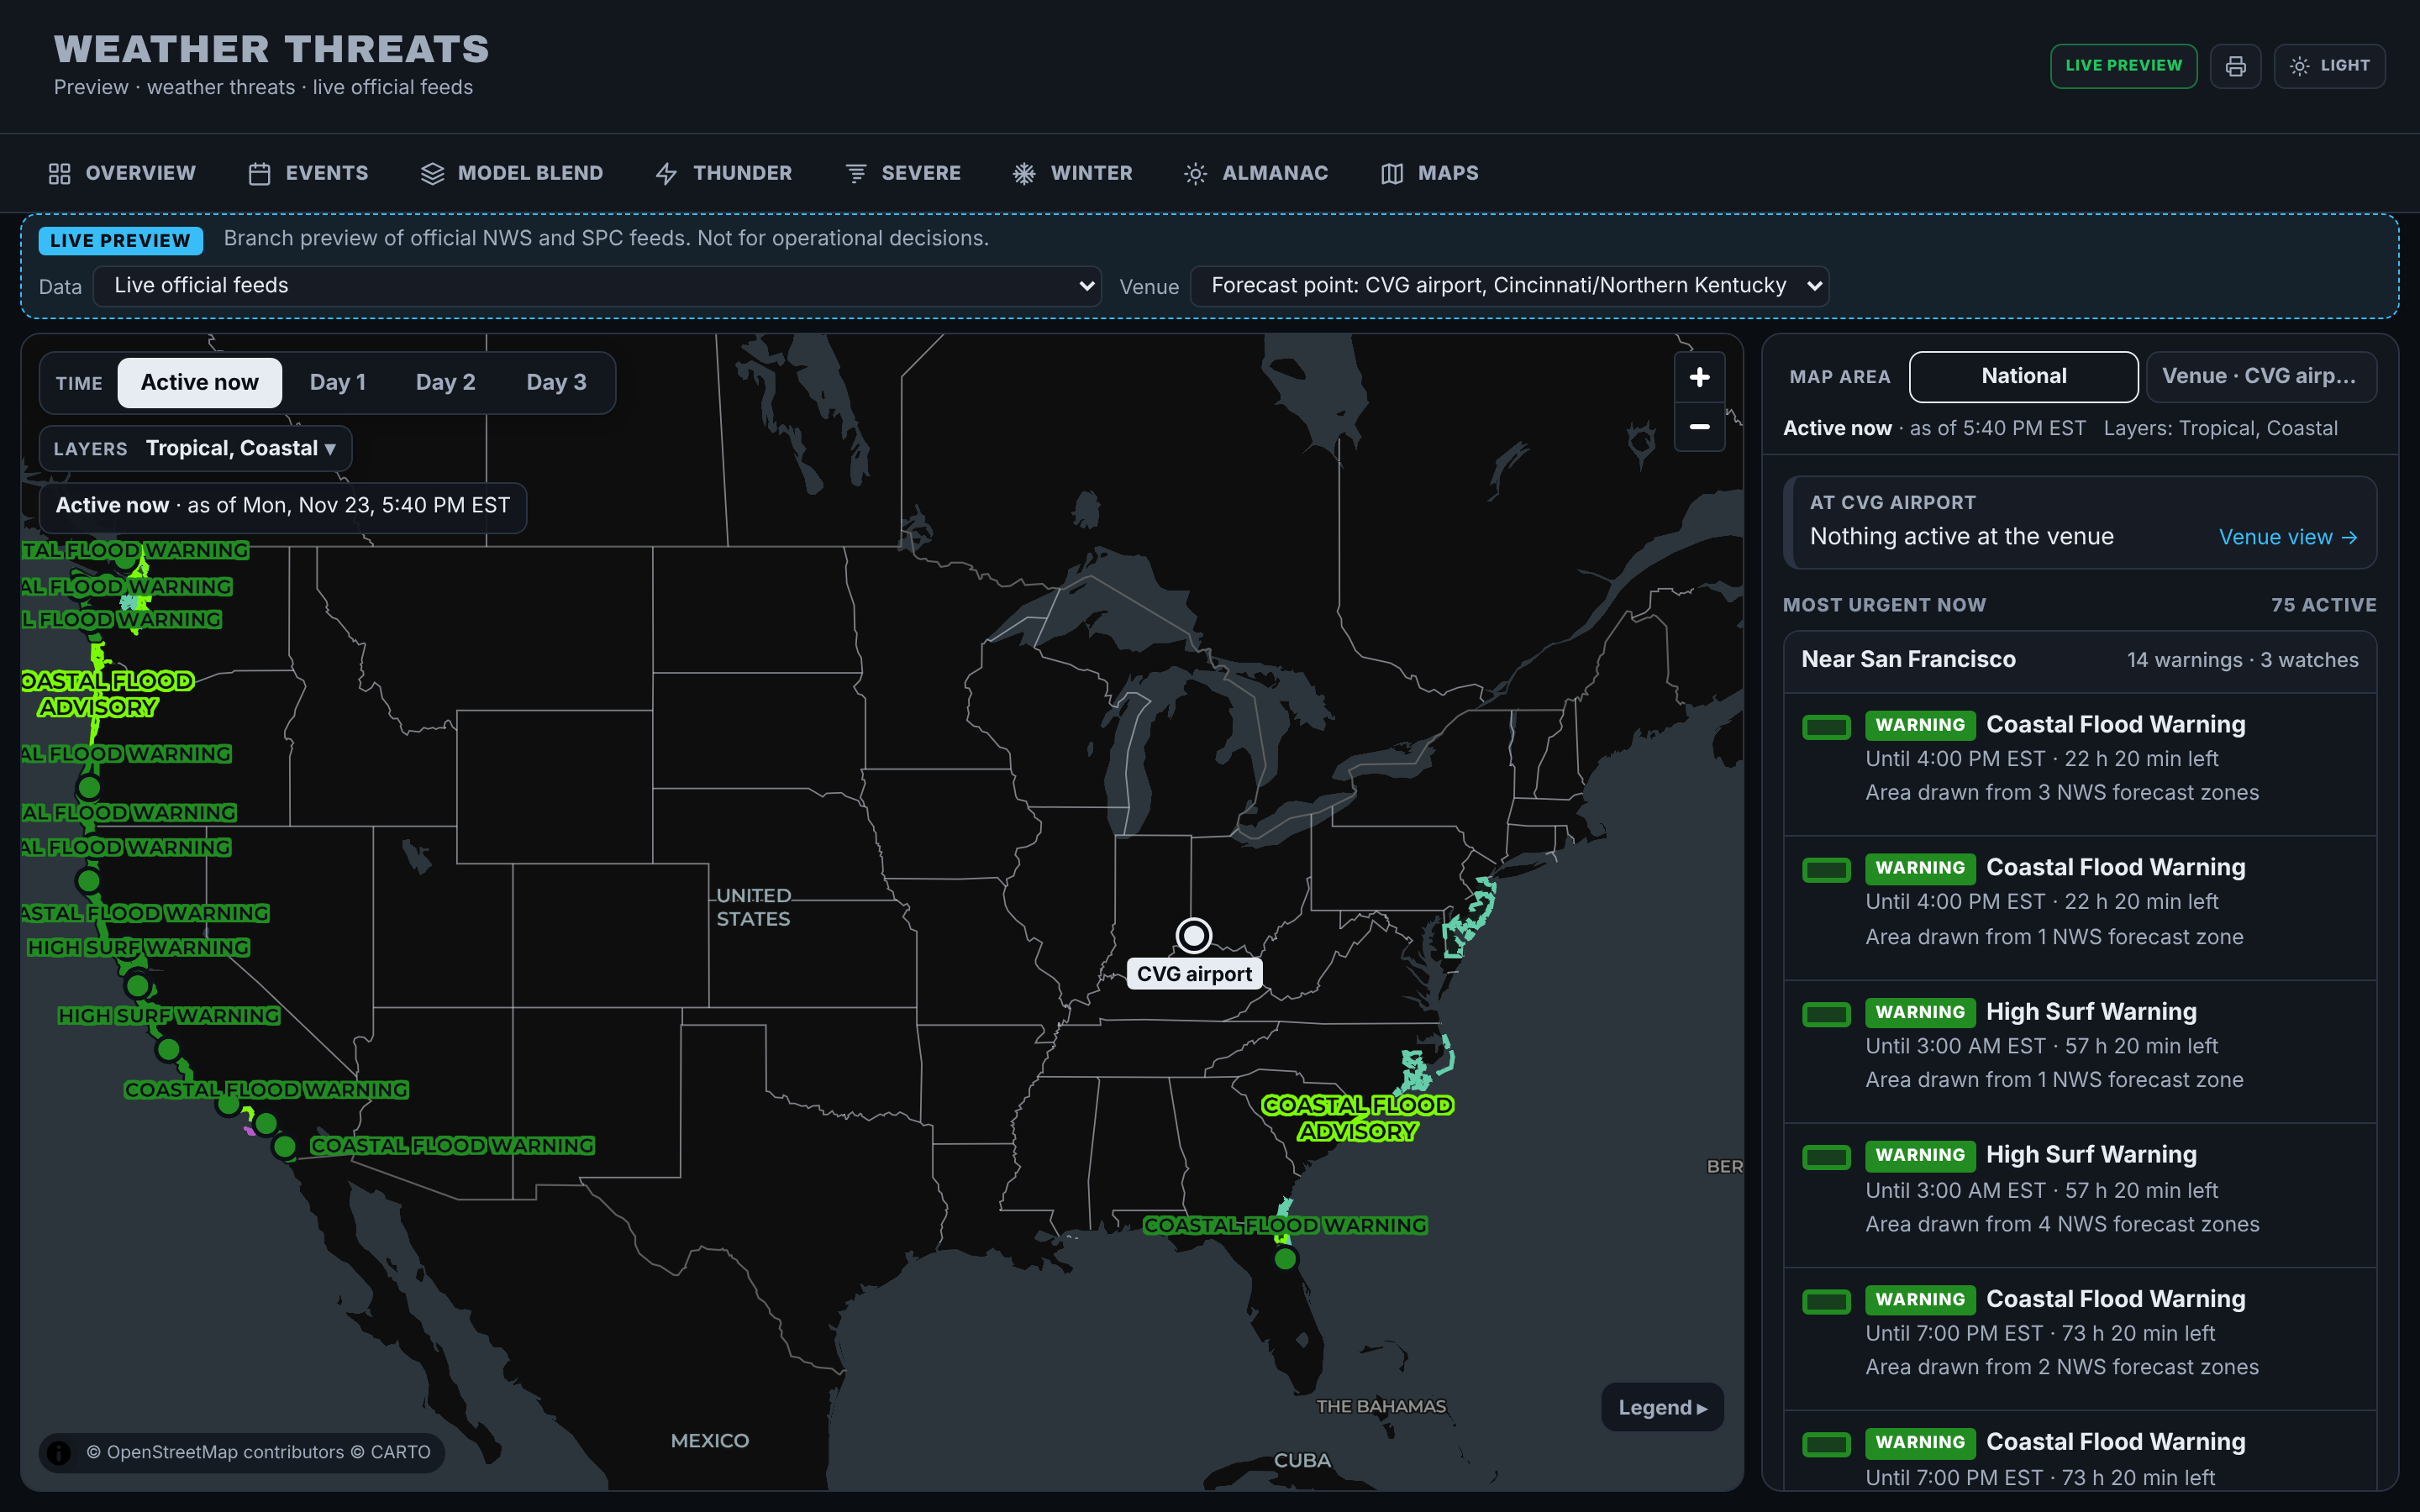 WEATHER THREATS
Preview · weather threats · live official feeds
LIVE PREVIEW
LIGHT
OVERVIEW
EVENTS
MODEL BLEND
THUNDER
SEVERE
WINTER
ALMANAC
MAPS
LIVE PREVIEW Branch preview of official NWS and SPC feeds. Not for operational decisions.
Data Live official feeds
Venue Forecast point: CVG airport, Cincinnati/Northern Kentucky
TIME Active now Day 1 Day 2 Day 3
LAYERS Tropical, Coastal ▾
Active now · as of Mon, Nov 23, 5:40 PM EST
+
−
TAL FLOOD WARNING
AL FLOOD WARNING
L FLOOD WARNING
OASTAL FLOOD
ADVISORY
AL FLOOD WARNING
AL FLOOD WARNING
AL FLOOD WARNING
ASTAL FLOOD WARNING
HIGH SURF WARNING
HIGH SURF WARNING
COASTAL FLOOD WARNING
COASTAL FLOOD WARNING
UNITED
STATES
CVG airport
COASTAL FLOOD
ADVISORY
COASTAL FLOOD WARNING
BER
THE BAHAMAS
MEXICO
CUBA
Legend ▸
© OpenStreetMap contributors © CARTO
MAP AREA National Venue · CVG airp...
Active now · as of 5:40 PM EST Layers: Tropical, Coastal
AT CVG AIRPORT
Nothing active at the venue Venue view →
MOST URGENT NOW 75 ACTIVE
Near San Francisco 14 warnings · 3 watches
WARNING Coastal Flood Warning
Until 4:00 PM EST · 22 h 20 min left
Area drawn from 3 NWS forecast zones
WARNING Coastal Flood Warning
Until 4:00 PM EST · 22 h 20 min left
Area drawn from 1 NWS forecast zone
WARNING High Surf Warning
Until 3:00 AM EST · 57 h 20 min left
Area drawn from 1 NWS forecast zone
WARNING High Surf Warning
Until 3:00 AM EST · 57 h 20 min left
Area drawn from 4 NWS forecast zones
WARNING Coastal Flood Warning
Until 7:00 PM EST · 73 h 20 min left
Area drawn from 2 NWS forecast zones
WARNING Coastal Flood Warning
Until 7:00 PM EST · 73 h 20 min left